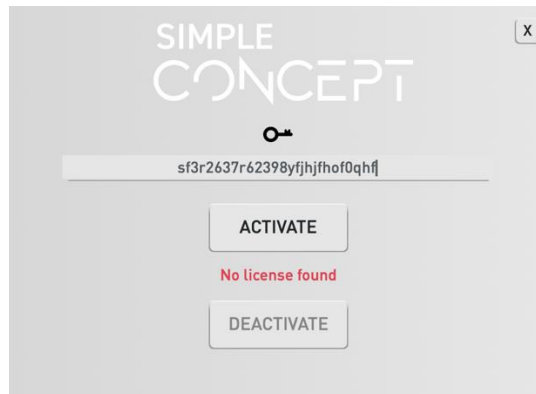 SIMPLE
CONCEPT
X
sf3r2637r62398yfjhjfhof0qhf
ACTIVATE
No license found
DEACTIVATE